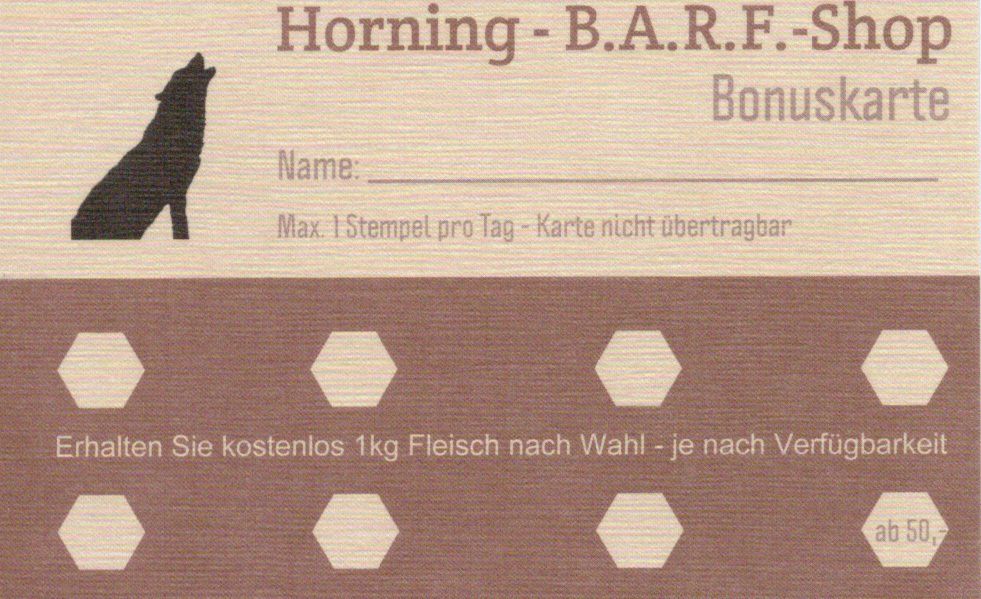 Horning - B.A.R.F.-Shop
Bonuskarte
Name:
Max. 1 Stempel pro Tag - Karte nicht übertragbar
Erhalten Sie kostenlos 1kg Fleisch nach Wahl - je nach Verfügbarkeit
ab 50,-